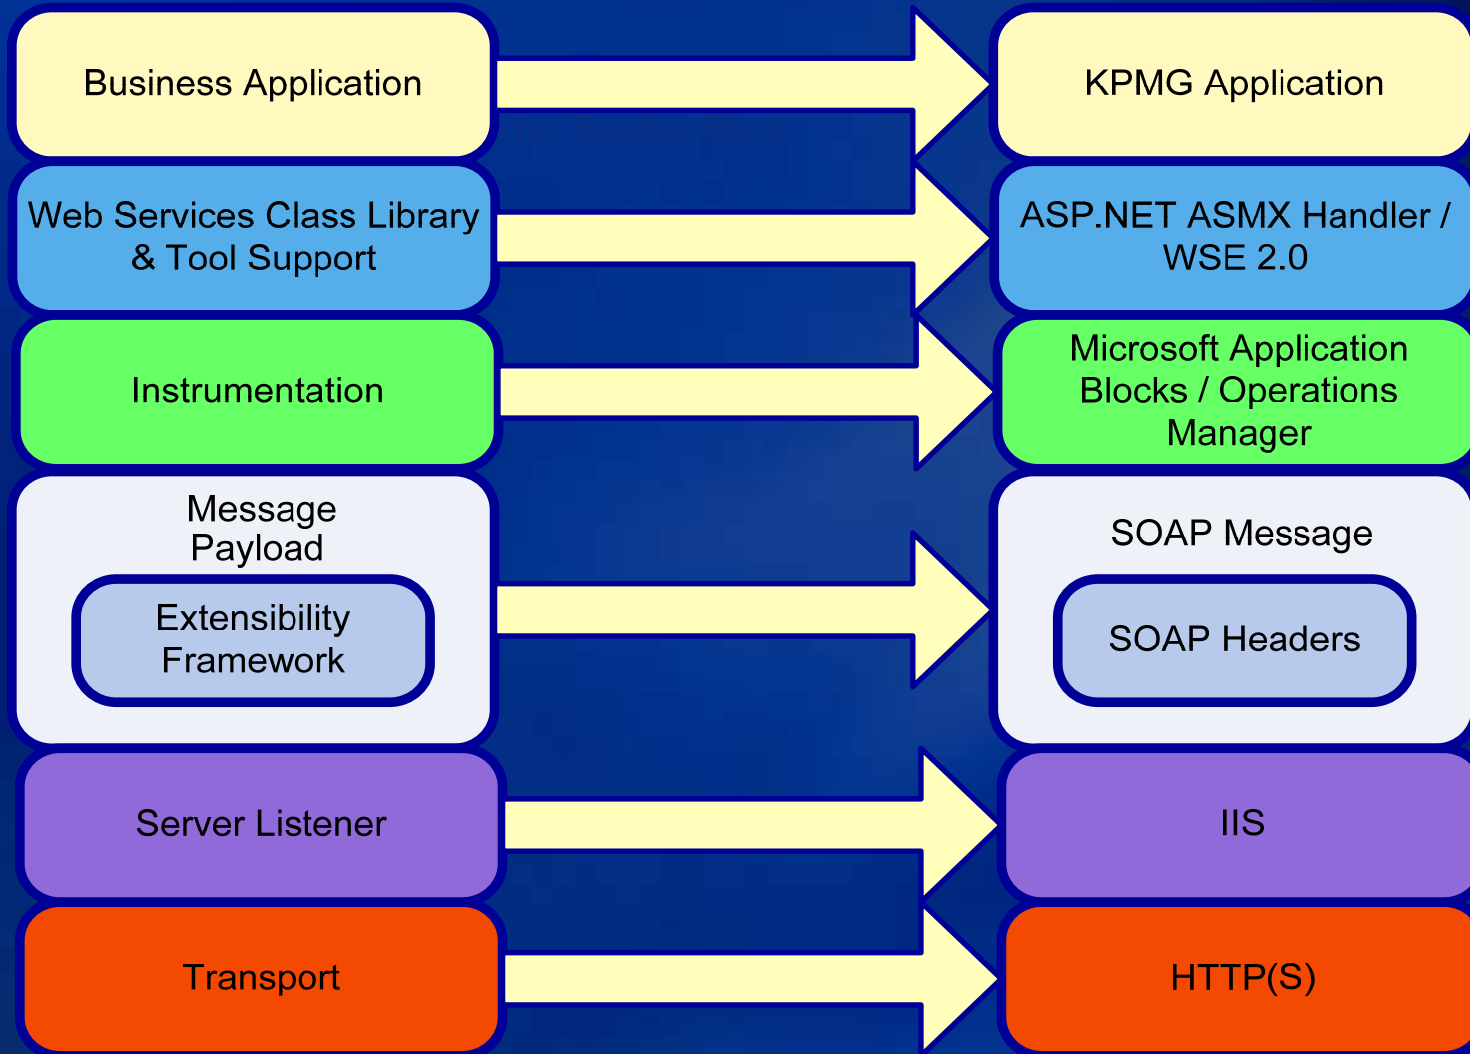 Business Application
KPMG Application
Web Services Class Library
& Tool Support
ASP.NET ASMX Handler /
WSE 2.0
Instrumentation
Microsoft Application
Blocks / Operations
Manager
Message
Payload
Extensibility
Framework
SOAP Message
SOAP Headers
Server Listener
IIS
Transport
HTTP(S)